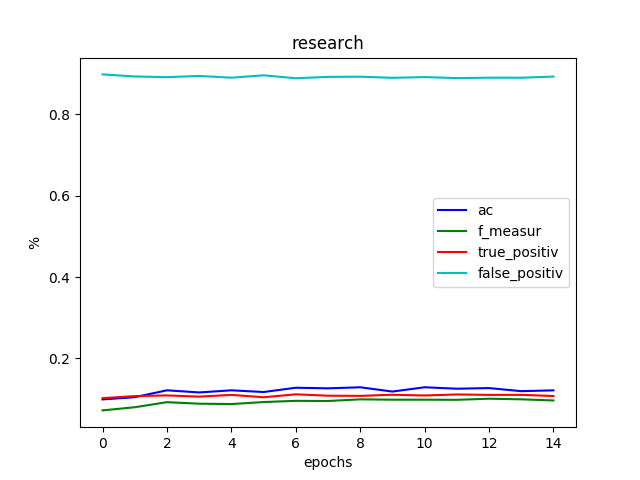 research
%
0.8
0.6
0.4
0.2
ac
f_measur
true_positiv
false_positiv
0 2 4 6 8 10 12 14
epochs